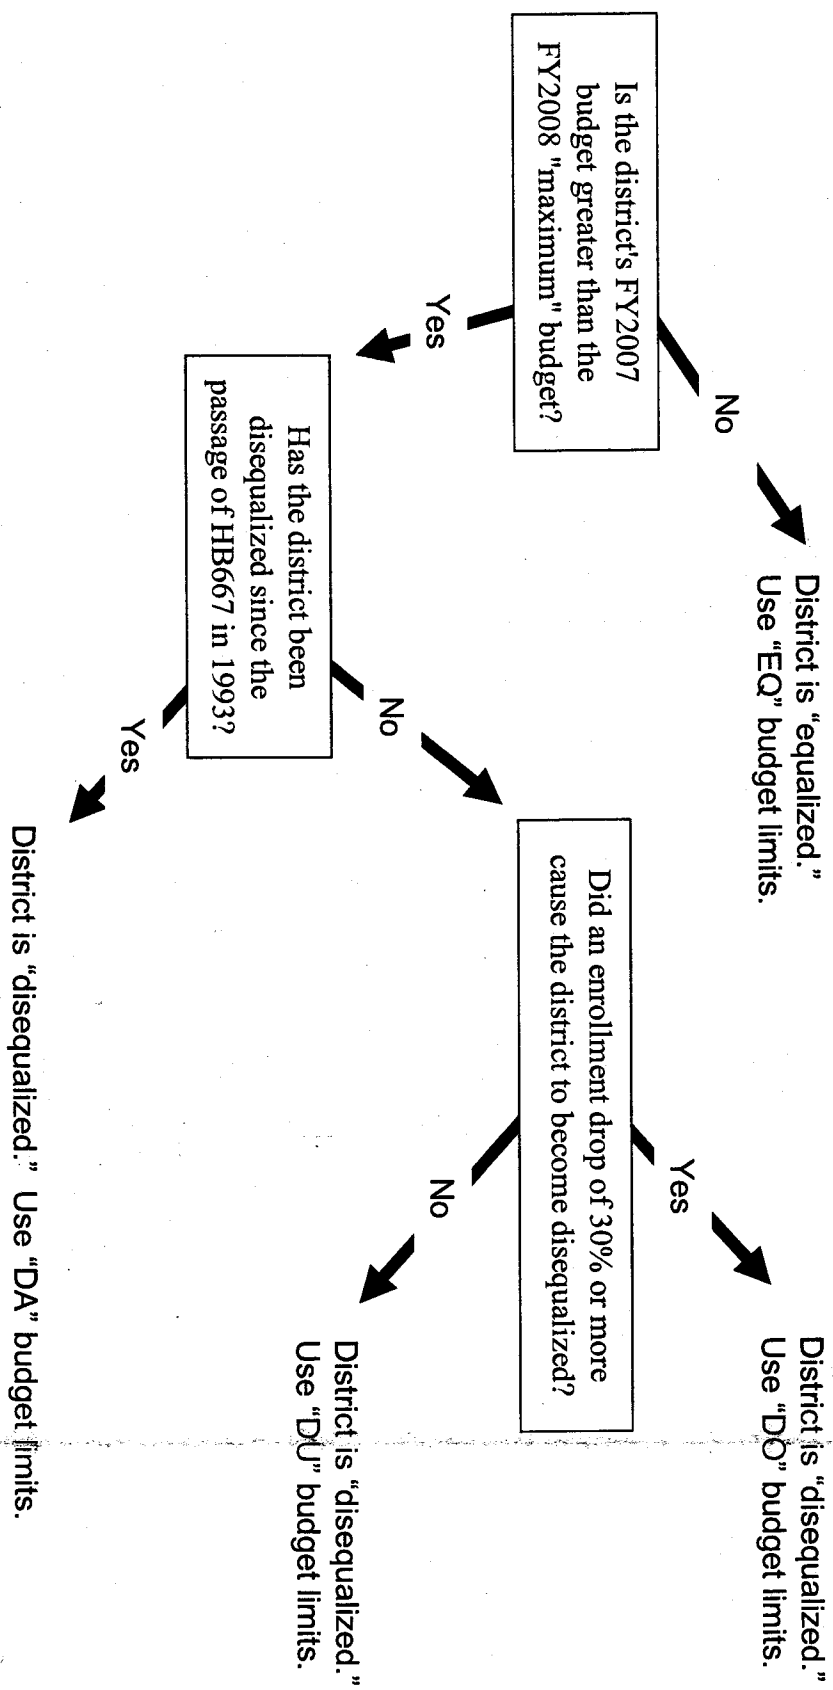 Is the district's FY2007
budget greater than the
FY2008 "maximum" budget?
No
District is “equalized.”
Use “EQ” budget limits.
Yes
Has the district been
disequalized since the
passage of HB667 in 1993?
No
Did an enrollment drop of 30% or more
cause the district to become disequalized?
Yes
District is “disequalized.”
Use “DO” budget limits.
No
District is “disequalized.”
Use “DU” budget limits.
Yes
District is “disequalized.” Use “DA” budget limits.